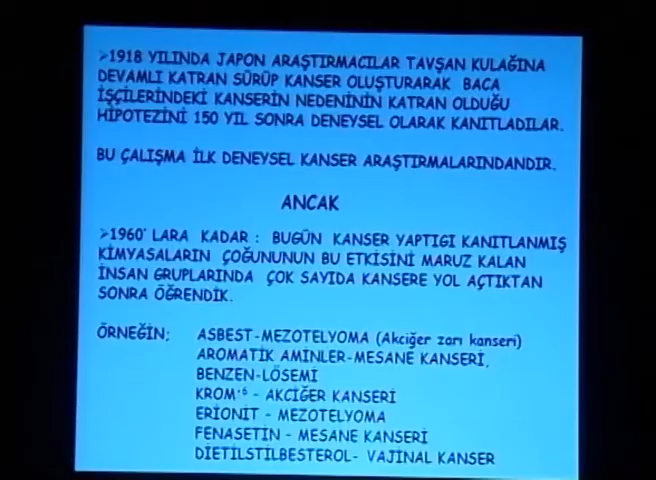 ➢1918 YILINDA JAPON ARAŞTIRMACILAR TAVŞAN KULAĞINA
DEVAMLI KATRAN SÜRÜP KANSER OLUŞTURARAK BACA
İŞÇİLERİNDEKİ KANSERİN NEDENİNİN KATRAN OLDUĞU
HİPOTEZİNİ 150 YIL SONRA DENEYSEL OLARAK KANITLADILAR.
BU ÇALIŞMA İLK DENEYSEL KANSER ARAŞTIRMALARINDANDIR.
ANCAK
➢1960' LARA KADAR : BUGÜN KANSER YAPTIGI KANITLANMIŞ
KİMYASALARIN ÇOĞUNUNUN BU ETKİSİNİ MARUZ KALAN
İNSAN GRUPLARINDA ÇOK SAYIDA KANSERE YOL AÇTIKTAN
SONRA ÖĞRENDİK.
ÖRNEĞİN; ASBEST-MEZOTELYOMA (Akciğer zarı kanseri)
AROMATİK AMİNLER-MESANE KANSERİ,
BENZEN-LÖSEMİ
KROM⁺⁶ - AKCİĞER KANSERİ
ERİONİT - MEZOTELYOMA
FENASETİN - MESANE KANSERİ
DİETİLSTİLBESTEROL- VAJİNAL KANSER